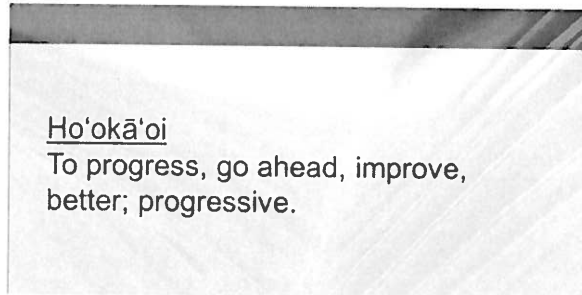 Hoʻokāʻoi
To progress, go ahead, improve,
better; progressive.